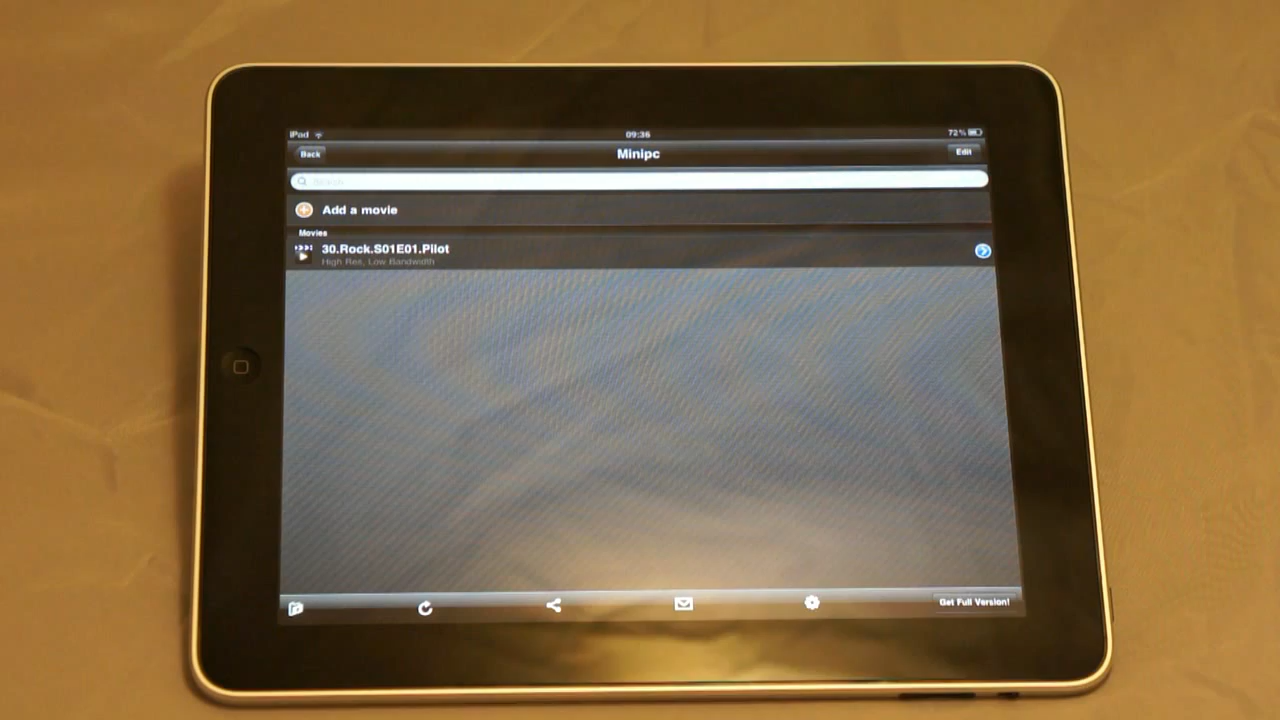 iPad 09:36 72%
Back Minipc Edit
Search
Add a movie
Movies
30.Rock.S01E01.Pilot
High Res, Low Bandwidth
Get Full Version!